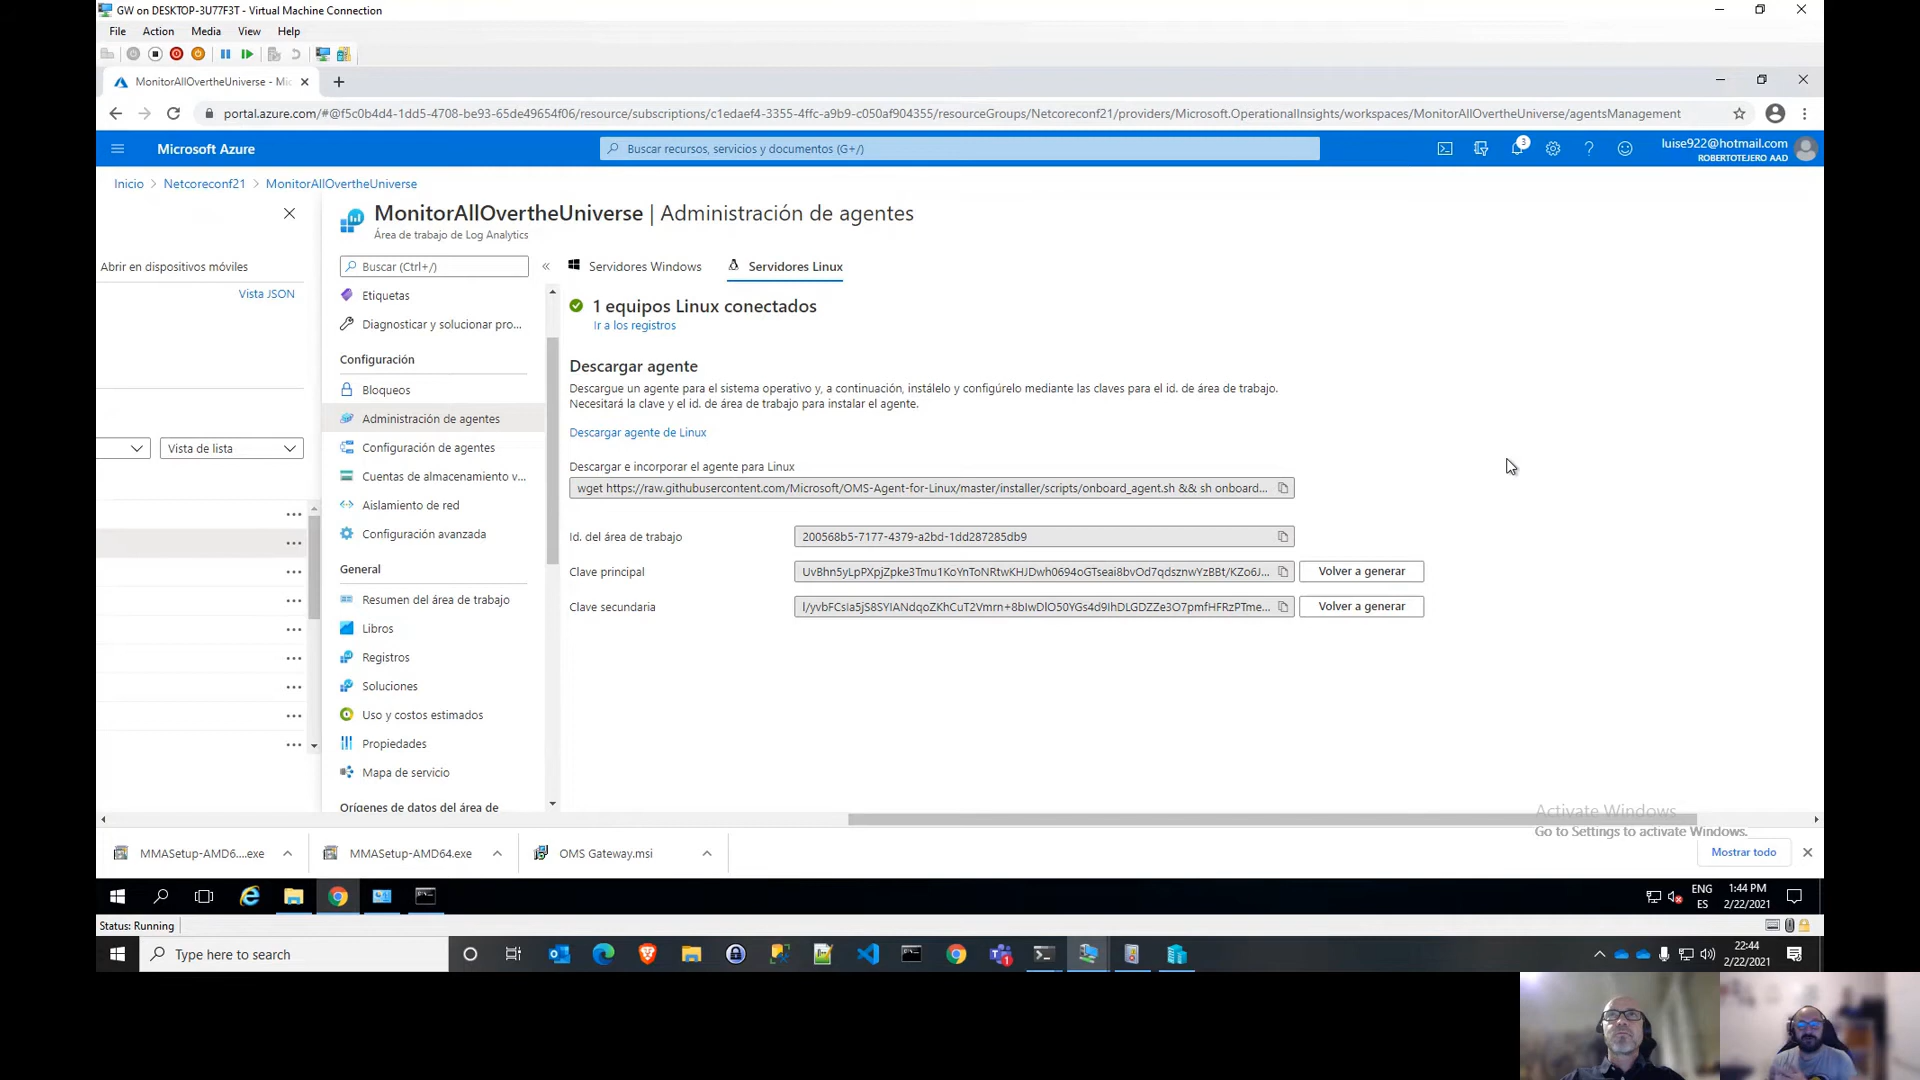 GW on DESKTOP-3U77F3T - Virtual Machine Connection
File Action Media View Help
MonitorAllOvertheUniverse - Mic
portal.azure.com/#@f5c0b4d4-1dd5-4708-be93-65de49654f06/resource/subscriptions/c1edaef4-3355-4ffc-a9b9-c050af904355/resourceGroups/Netcoreconf21/providers/Microsoft.OperationalInsights/workspaces/MonitorAllOvertheUniverse/agentsManagement
Microsoft Azure
Buscar recursos, servicios y documentos (G+/)
3
luise922@hotmail.com
ROBERTOTEJERO AAD
Inicio > Netcoreconf21 > MonitorAllOvertheUniverse
MonitorAllOvertheUniverse | Administración de agentes
Área de trabajo de Log Analytics
Abrir en dispositivos móviles
Vista JSON
Vista de lista
Buscar (Ctrl+/)
Etiquetas
Diagnosticar y solucionar pro...
Configuración
Bloqueos
Administración de agentes
Configuración de agentes
Cuentas de almacenamiento v...
Aislamiento de red
Configuración avanzada
General
Resumen del área de trabajo
Libros
Registros
Soluciones
Uso y costos estimados
Propiedades
Mapa de servicio
Orígenes de datos del área de
Servidores Windows
Servidores Linux
1 equipos Linux conectados
Ir a los registros
Descargar agente
Descargue un agente para el sistema operativo y, a continuación, instálelo y configúrelo mediante las claves para el id. de área de trabajo.
Necesitará la clave y el id. de área de trabajo para instalar el agente.
Descargar agente de Linux
Descargar e incorporar el agente para Linux
wget https://raw.githubusercontent.com/Microsoft/OMS-Agent-for-Linux/master/installer/scripts/onboard_agent.sh && sh onboard...
Id. del área de trabajo
200568b5-7177-4379-a2bd-1dd287285db9
Clave principal
Volver a generar
Clave secundaria
Volver a generar
Activate Windows
Go to Settings to activate Windows.
MMASetup-AMD6....exe
MMASetup-AMD64.exe
OMS Gateway.msi
Mostrar todo
ENG
ES
1:44 PM
2/22/2021
Status: Running
Type here to search
22:44
2/22/2021